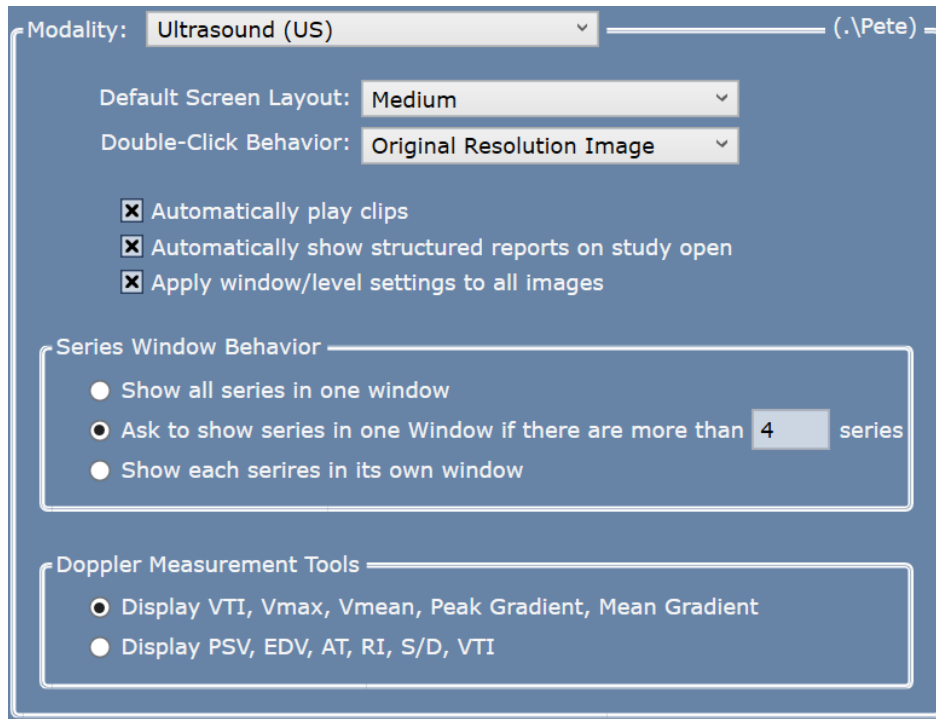 Modality: Ultrasound (US) (.\Pete)
Default Screen Layout: Medium
Double-Click Behavior: Original Resolution Image
Automatically play clips
Automatically show structured reports on study open
Apply window/level settings to all images
Series Window Behavior
Show all series in one window
Ask to show series in one Window if there are more than 4 series
Show each serires in its own window
Doppler Measurement Tools
Display VTI, Vmax, Vmean, Peak Gradient, Mean Gradient
Display PSV, EDV, AT, RI, S/D, VTI